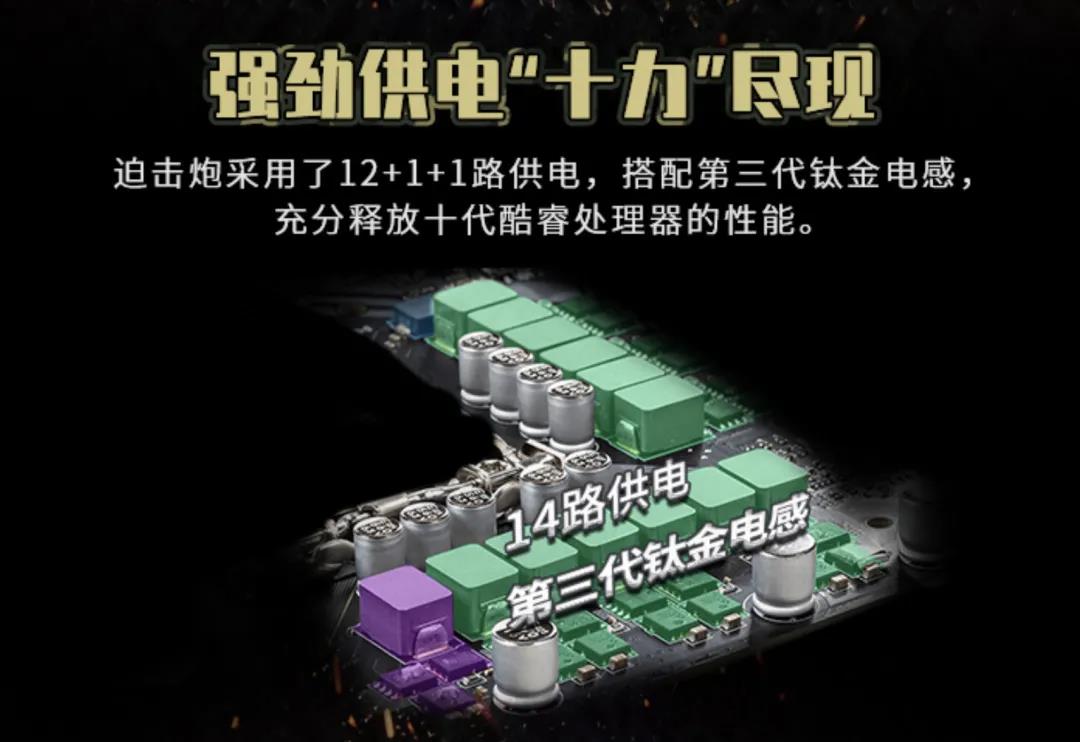 强劲供电“十力”尽现
迫击炮采用了12+1+1路供电，搭配第三代钛金电感，
充分释放十代酷睿处理器的性能。
14路供电
第三代钛金电感